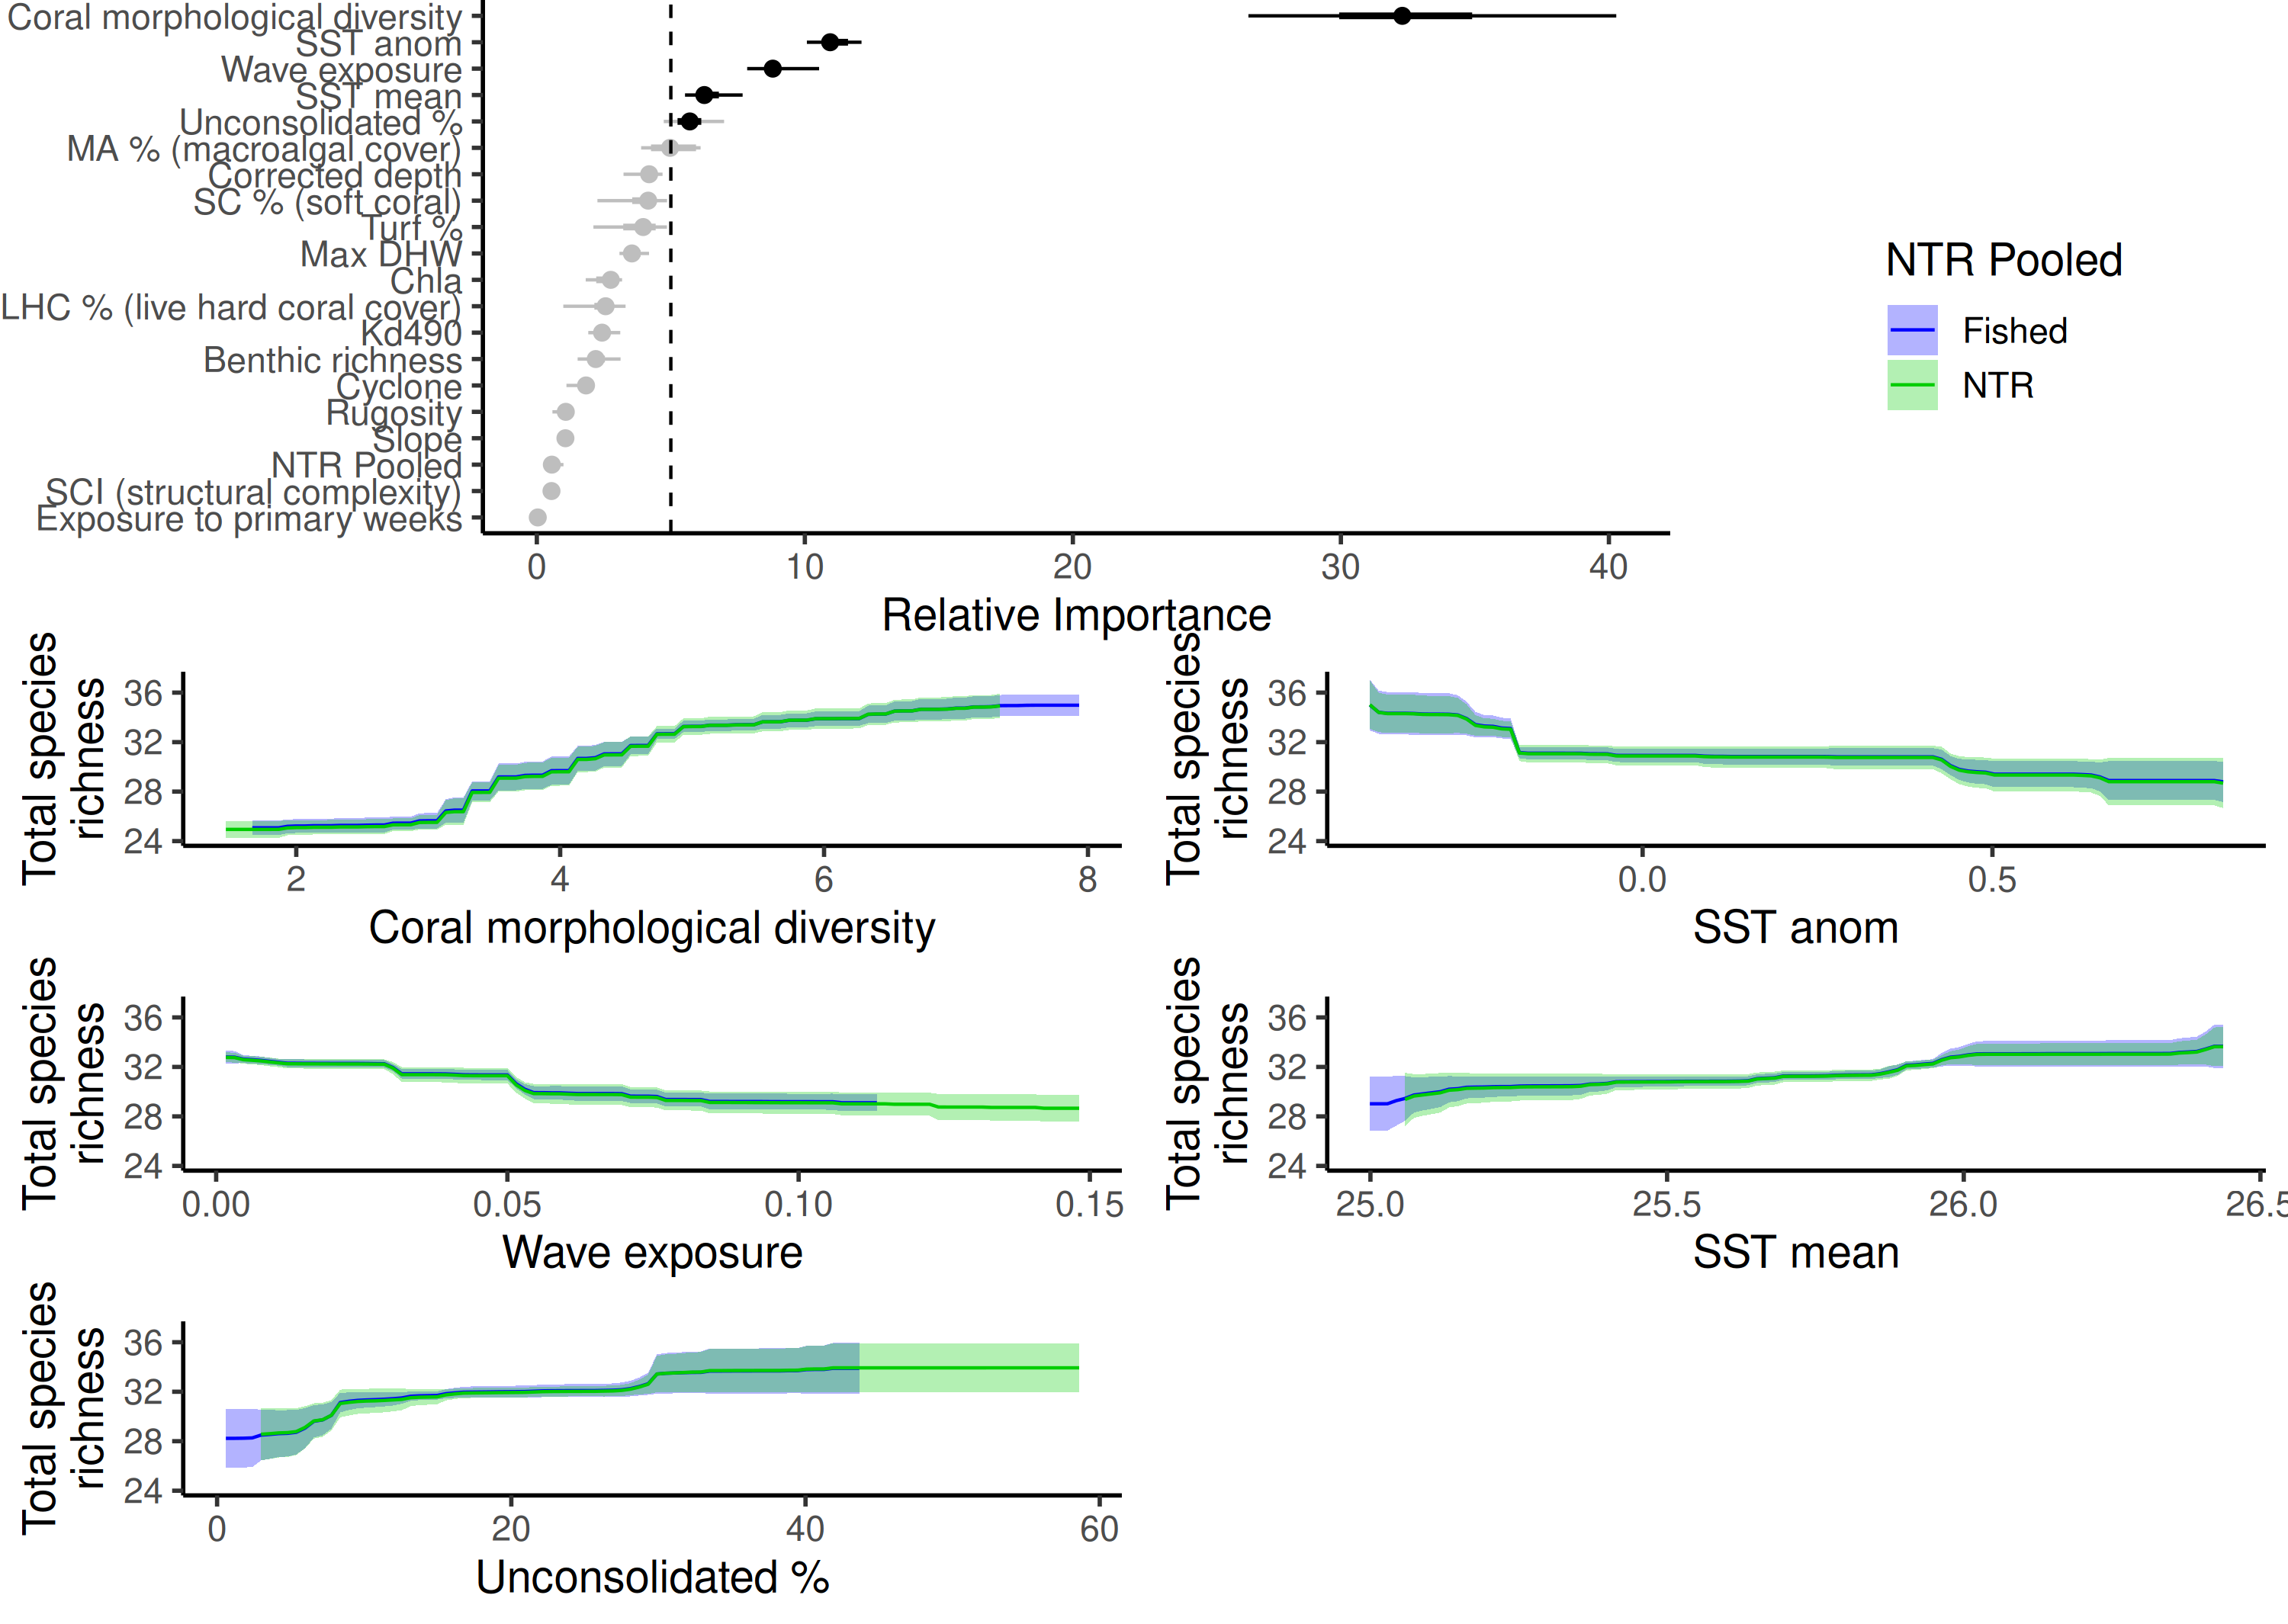 Coral morphological diversity
SST anom
Wave exposure
SST mean
Unconsolidated %
MA % (macroalgal cover)
Corrected depth
SC % (soft coral)
Turf %
Max DHW
Chla
LHC % (live hard coral cover)
Kd490
Benthic richness
Cyclone
Rugosity
Slope
NTR Pooled
SCI (structural complexity)
Exposure to primary weeks
0 10 20 30 40
Relative Importance
NTR Pooled
Fished
NTR
Total species
richness
36
32
28
24
2 4 6 8
Coral morphological diversity
Total species
richness
36
32
28
24
0.0 0.5
SST anom
Total species
richness
36
32
28
24
0.00 0.05 0.10 0.15
Wave exposure
Total species
richness
36
32
28
24
25.0 25.5 26.0 26.5
SST mean
Total species
richness
36
32
28
24
0 20 40 60
Unconsolidated %